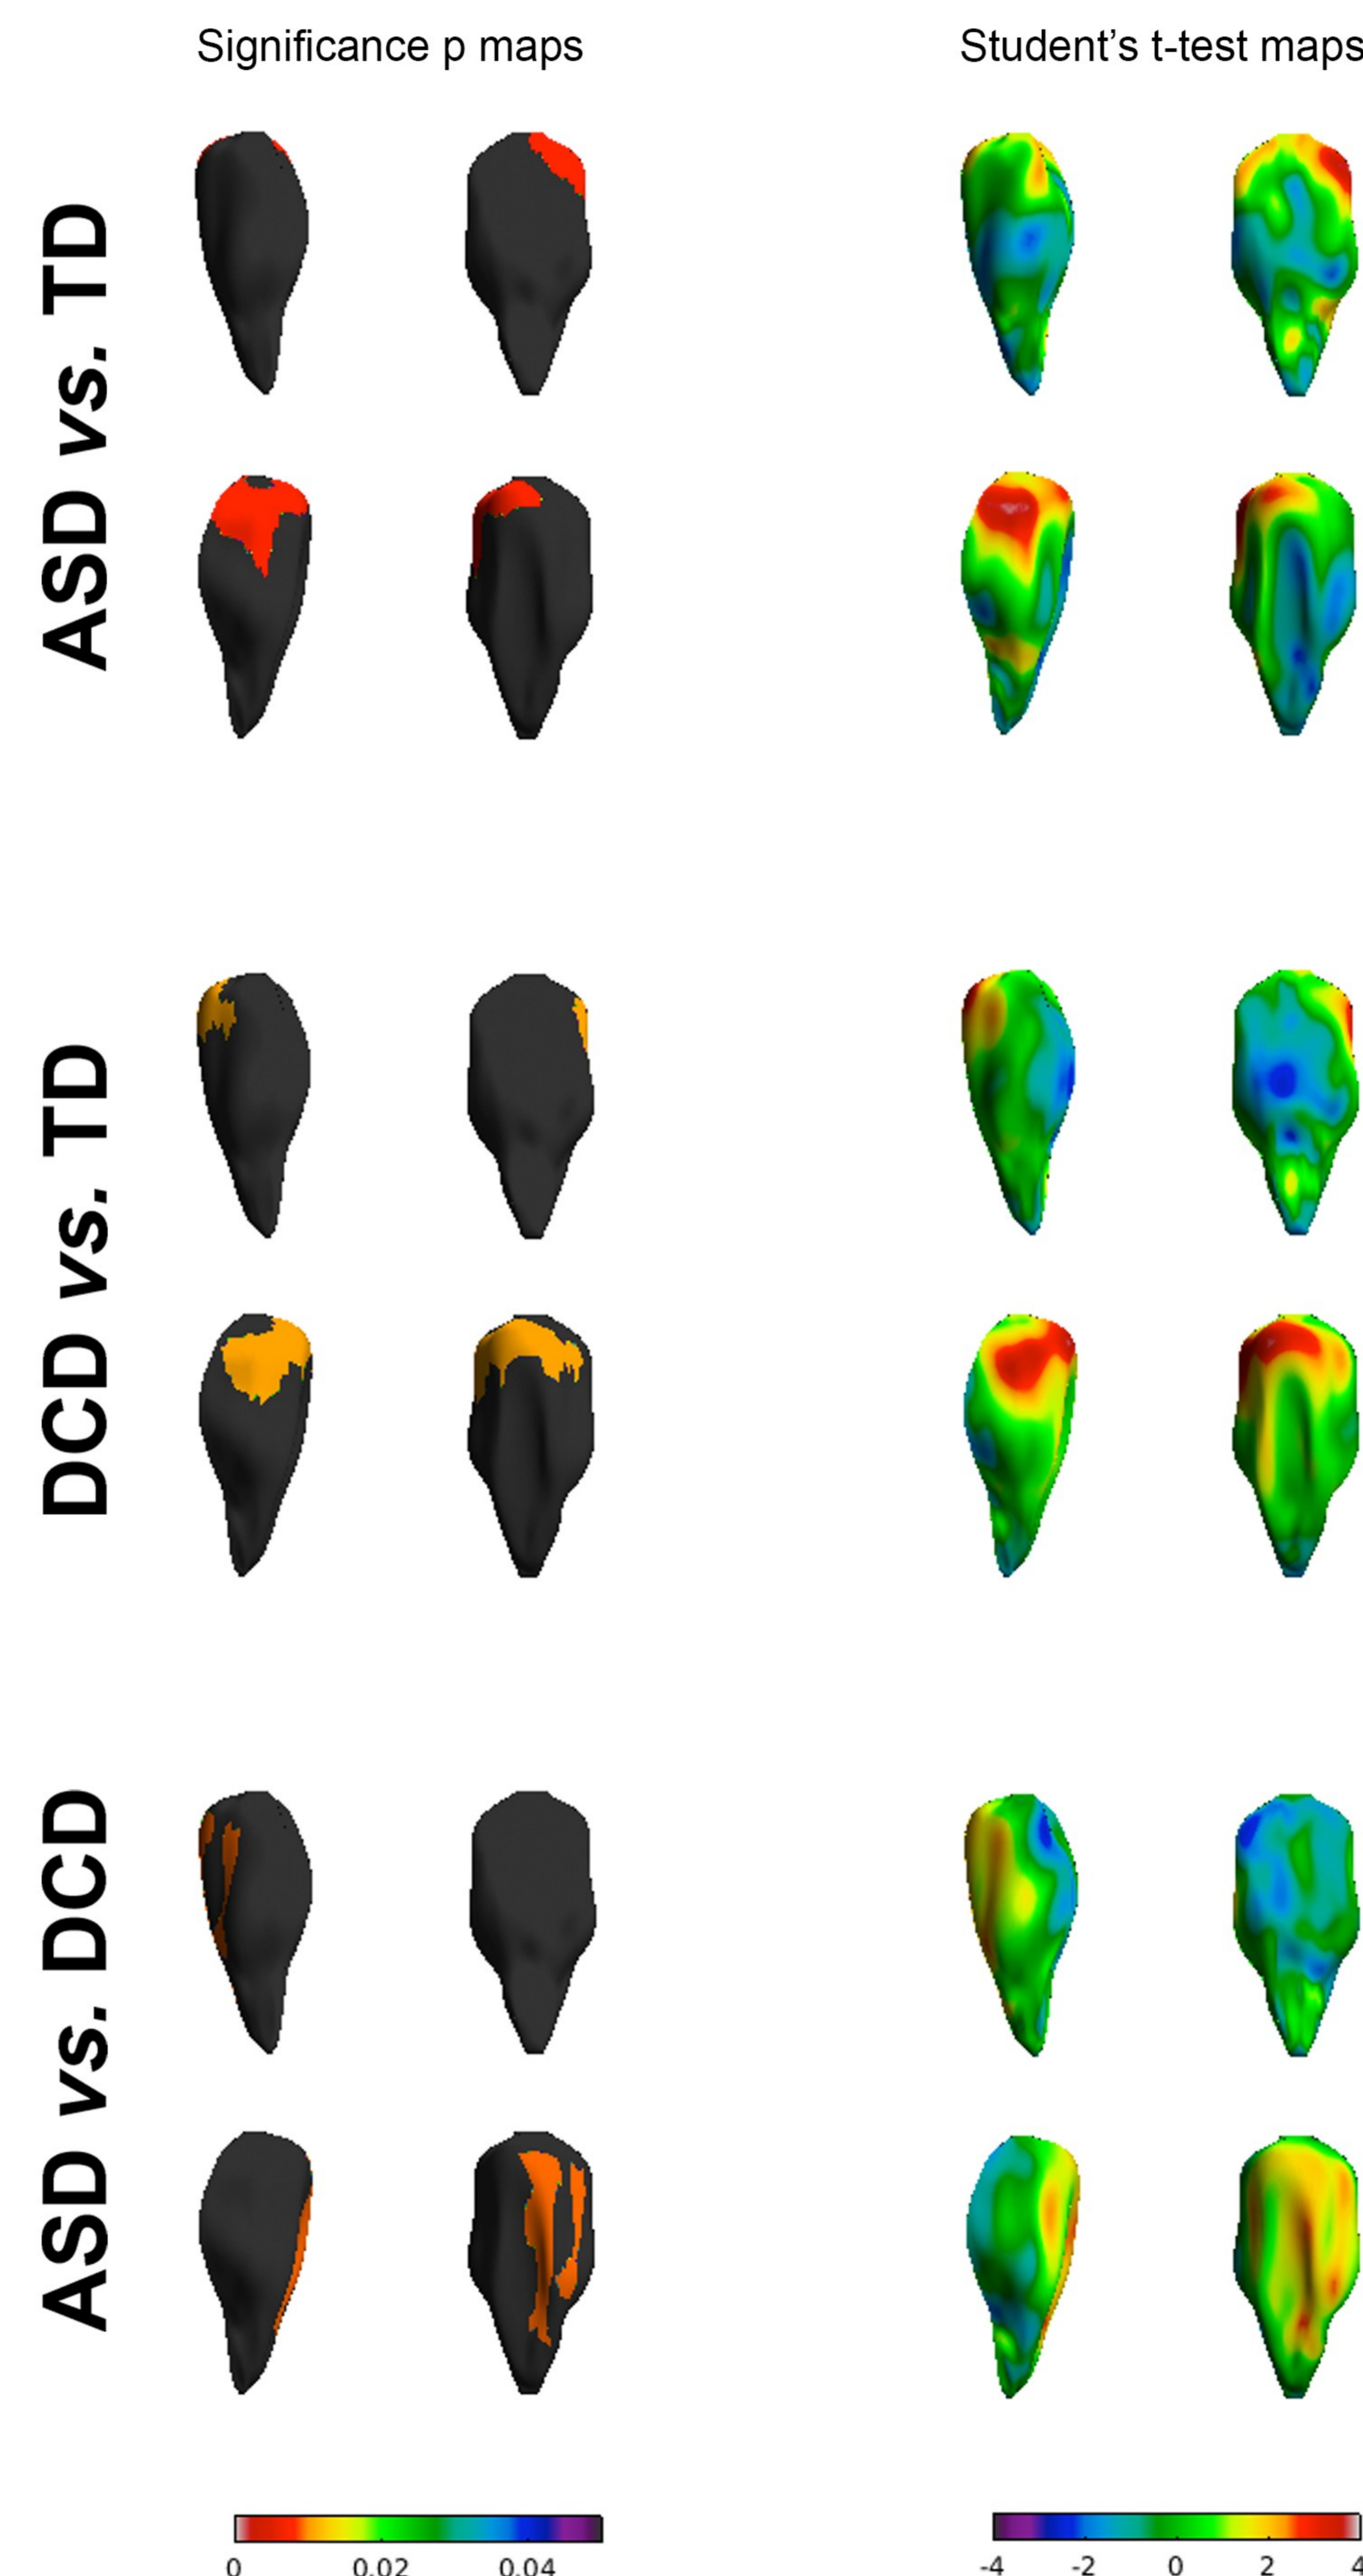 Significance p maps
Student's t-test maps
ASD vs. TD
DCD vs. TD
ASD vs. DCD
0 0.02 0.04
-4 -2 0 2 4